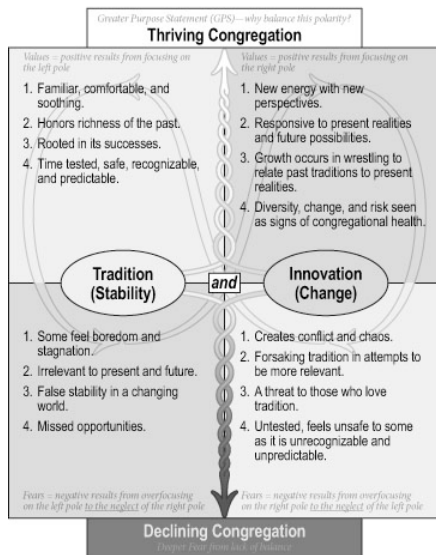 Greater Purpose Statement (GPS)—why balance this polarity?
Thriving Congregation
Values = positive results from focusing on
the left pole
1. Familiar, comfortable, and
soothing.
2. Honors richness of the past.
3. Rooted in its successes.
4. Time tested, safe, recognizable,
and predictable.
Values = positive results from focusing on
the right pole
1. New energy with new
perspectives.
2. Responsive to present realities
and future possibilities.
3. Growth occurs in wrestling to
relate past traditions to present
realities.
4. Diversity, change, and risk seen
as signs of congregational health.
Tradition
(Stability)
and
Innovation
(Change)
1. Some feel boredom and
stagnation.
2. Irrelevant to present and future.
3. False stability in a changing
world.
4. Missed opportunities.
Fears = negative results from overfocusing
on the left pole to the neglect of the right pole
1. Creates conflict and chaos.
2. Forsaking tradition in attempts to
be more relevant.
3. A threat to those who love
tradition.
4. Untested, feels unsafe to some
as it is unrecognizable and
unpredictable.
Fears = negative results from overfocusing
on the right pole to the neglect of the left pole
Declining Congregation
Deeper Fear from lack of balance